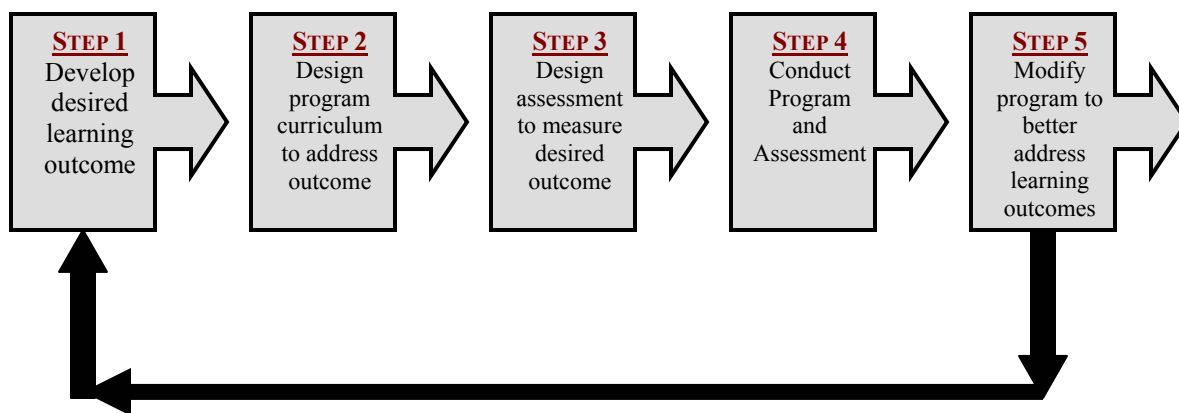 STEP 1
Develop
desired
learning
outcome
STEP 2
Design
program
curriculum
to address
outcome
STEP 3
Design
assessment
to measure
desired
outcome
STEP 4
Conduct
Program
and
Assessment
STEP 5
Modify
program to
better
address
learning
outcomes